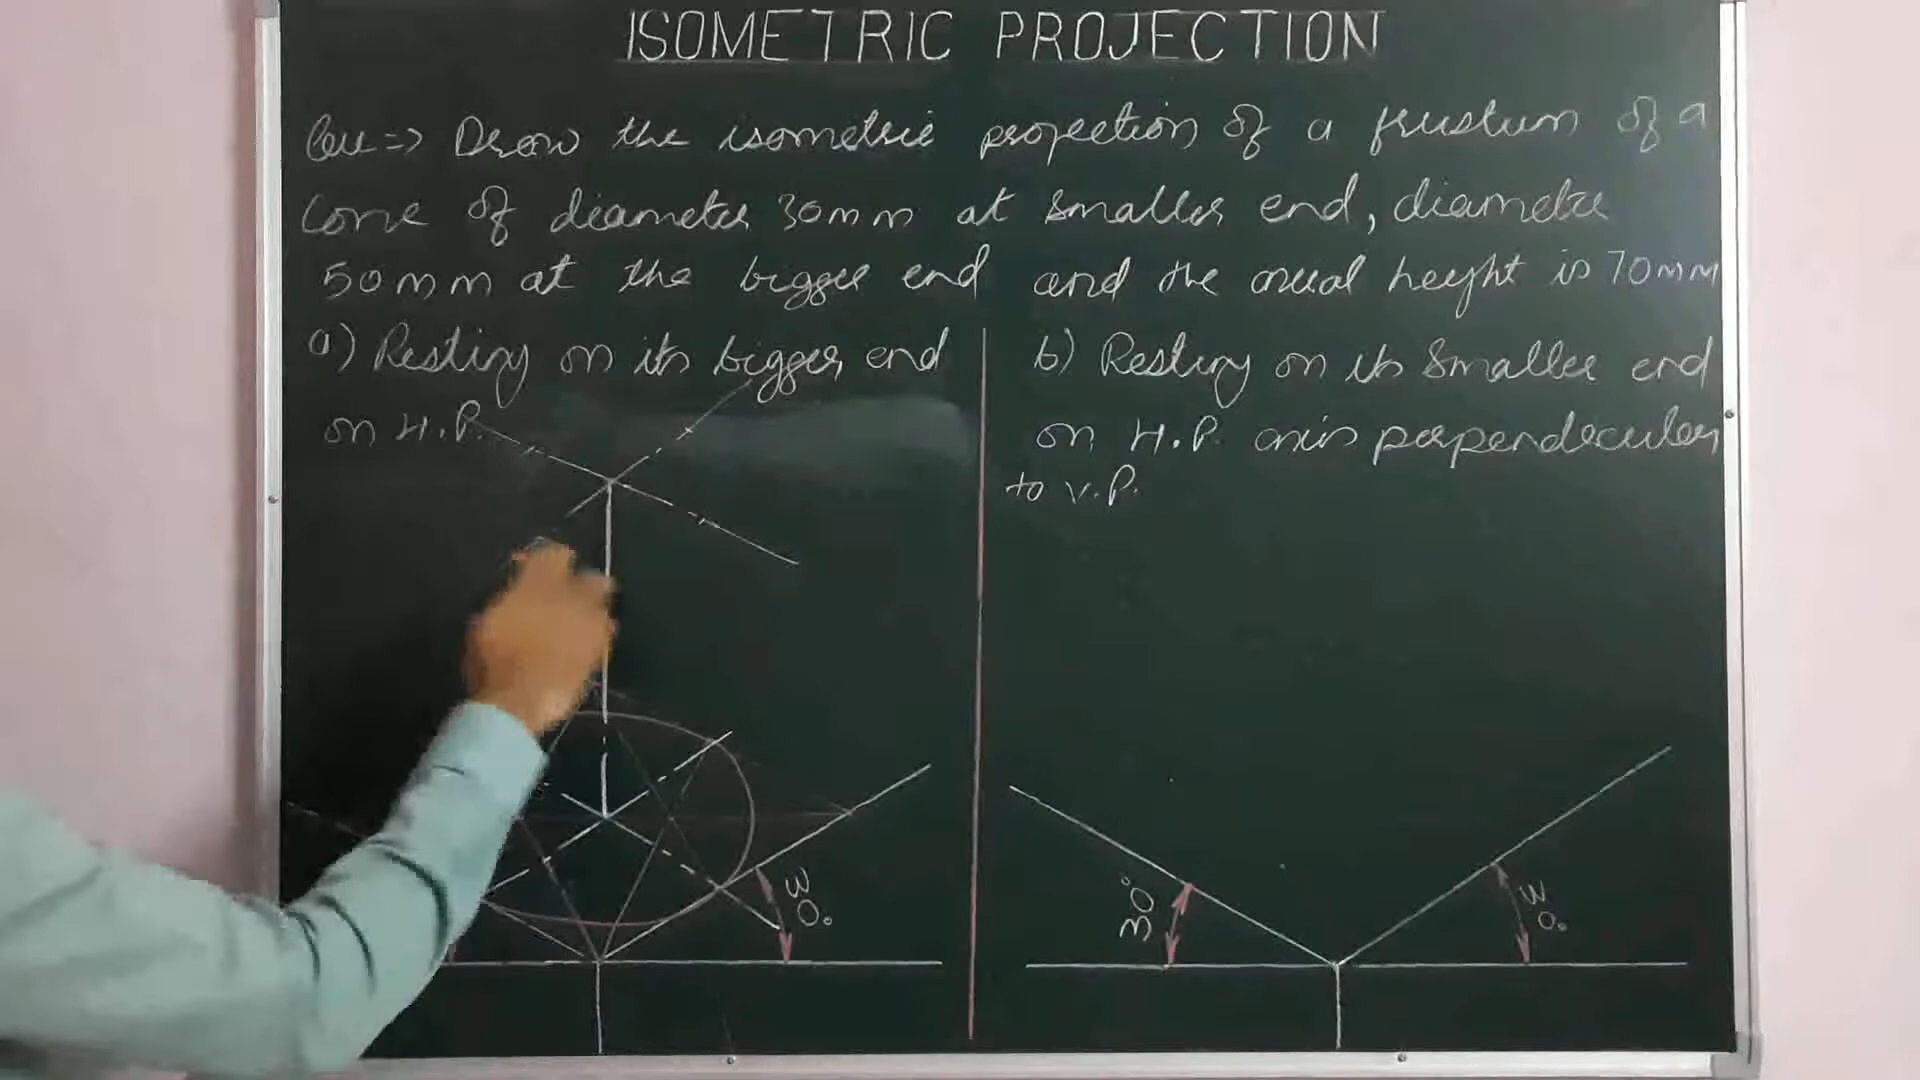 ISOMETRIC PROJECTION
Que => Draw the isometric projection of a frustum of a
cone of diameter 30mm at smaller end, diameter
50mm at the bigger end and the axial height is 70mm
a) Resting on its bigger end
on H.P.
b) Resting on its smaller end
on H.P. axis perpendicular
to V.P.
30°
30°
30°